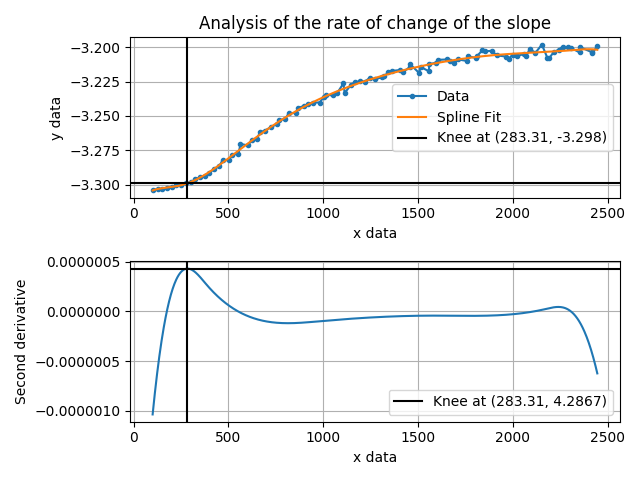 Analysis of the rate of change of the slope
−3.200
−3.225
−3.250
−3.275
−3.300
y data
Data
Spline Fit
Knee at (283.31, -3.298)
0 500 1000 1500 2000 2500
x data
0.0000005
0.0000000
−0.0000005
−0.0000010
Second derivative
Knee at (283.31, 4.2867)
0 500 1000 1500 2000 2500
x data